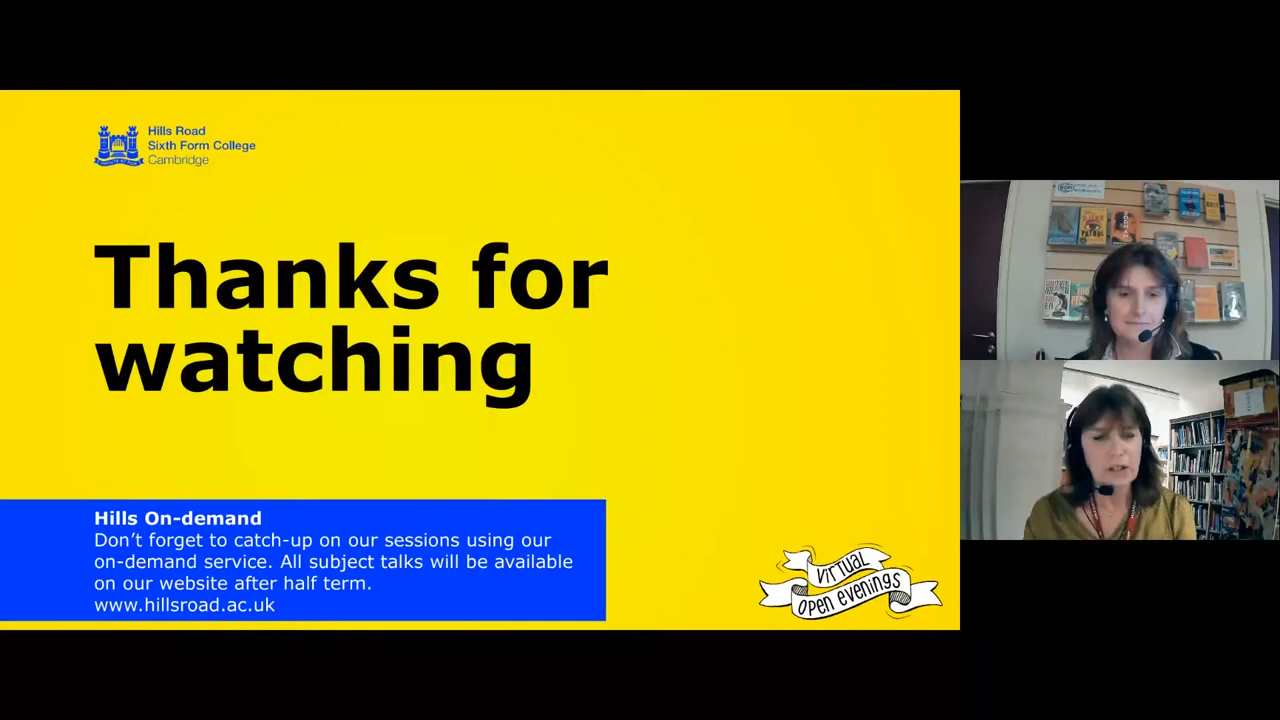 Hills Road
Sixth Form College
Cambridge
Thanks for
watching
Hills On-demand
Don’t forget to catch-up on our sessions using our
on-demand service. All subject talks will be available
on our website after half term.
www.hillsroad.ac.uk
VIRTUAL
OPEN EVENINGS